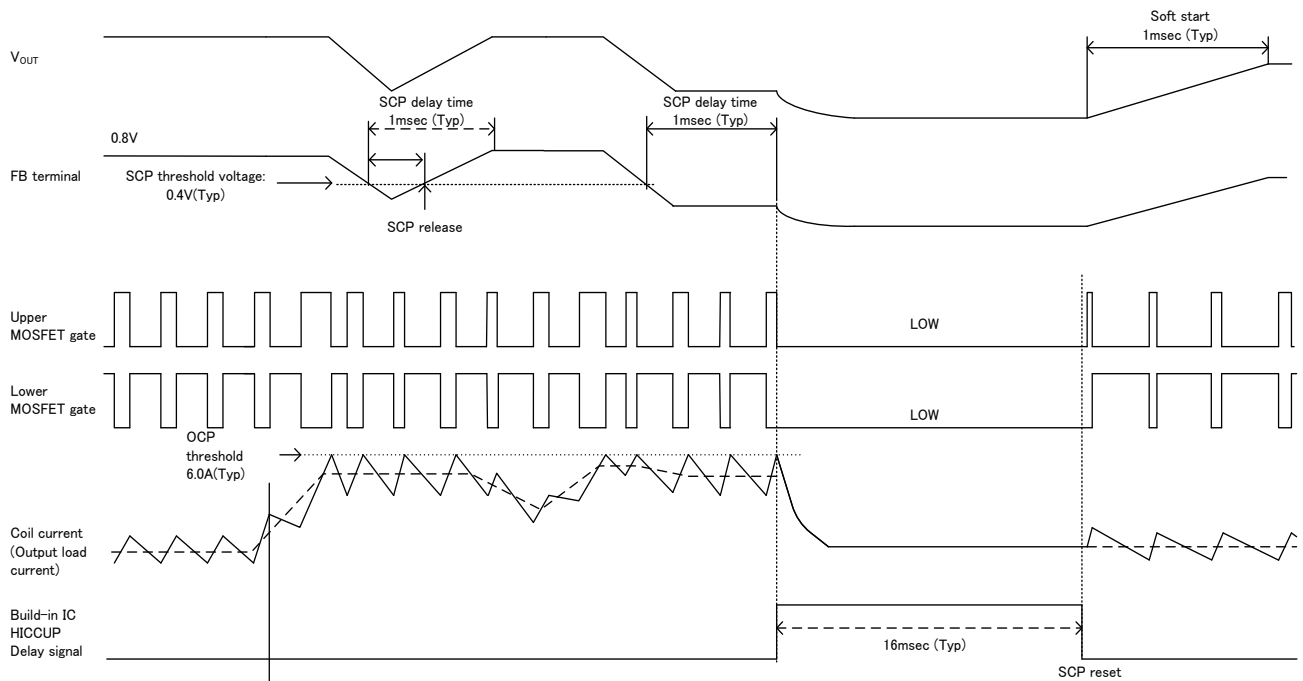 Soft start
1msec (Typ)
VOUT
SCP delay time
1msec (Typ)
SCP delay time
1msec (Typ)
0.8V
FB terminal
SCP threshold voltage:
0.4V(Typ)
SCP release
Upper
MOSFET gate
LOW
Lower
MOSFET gate
LOW
OCP
threshold
6.0A(Typ)
Coil current
(Output load
current)
Build-in IC
HICCUP
Delay signal
16msec (Typ)
SCP reset